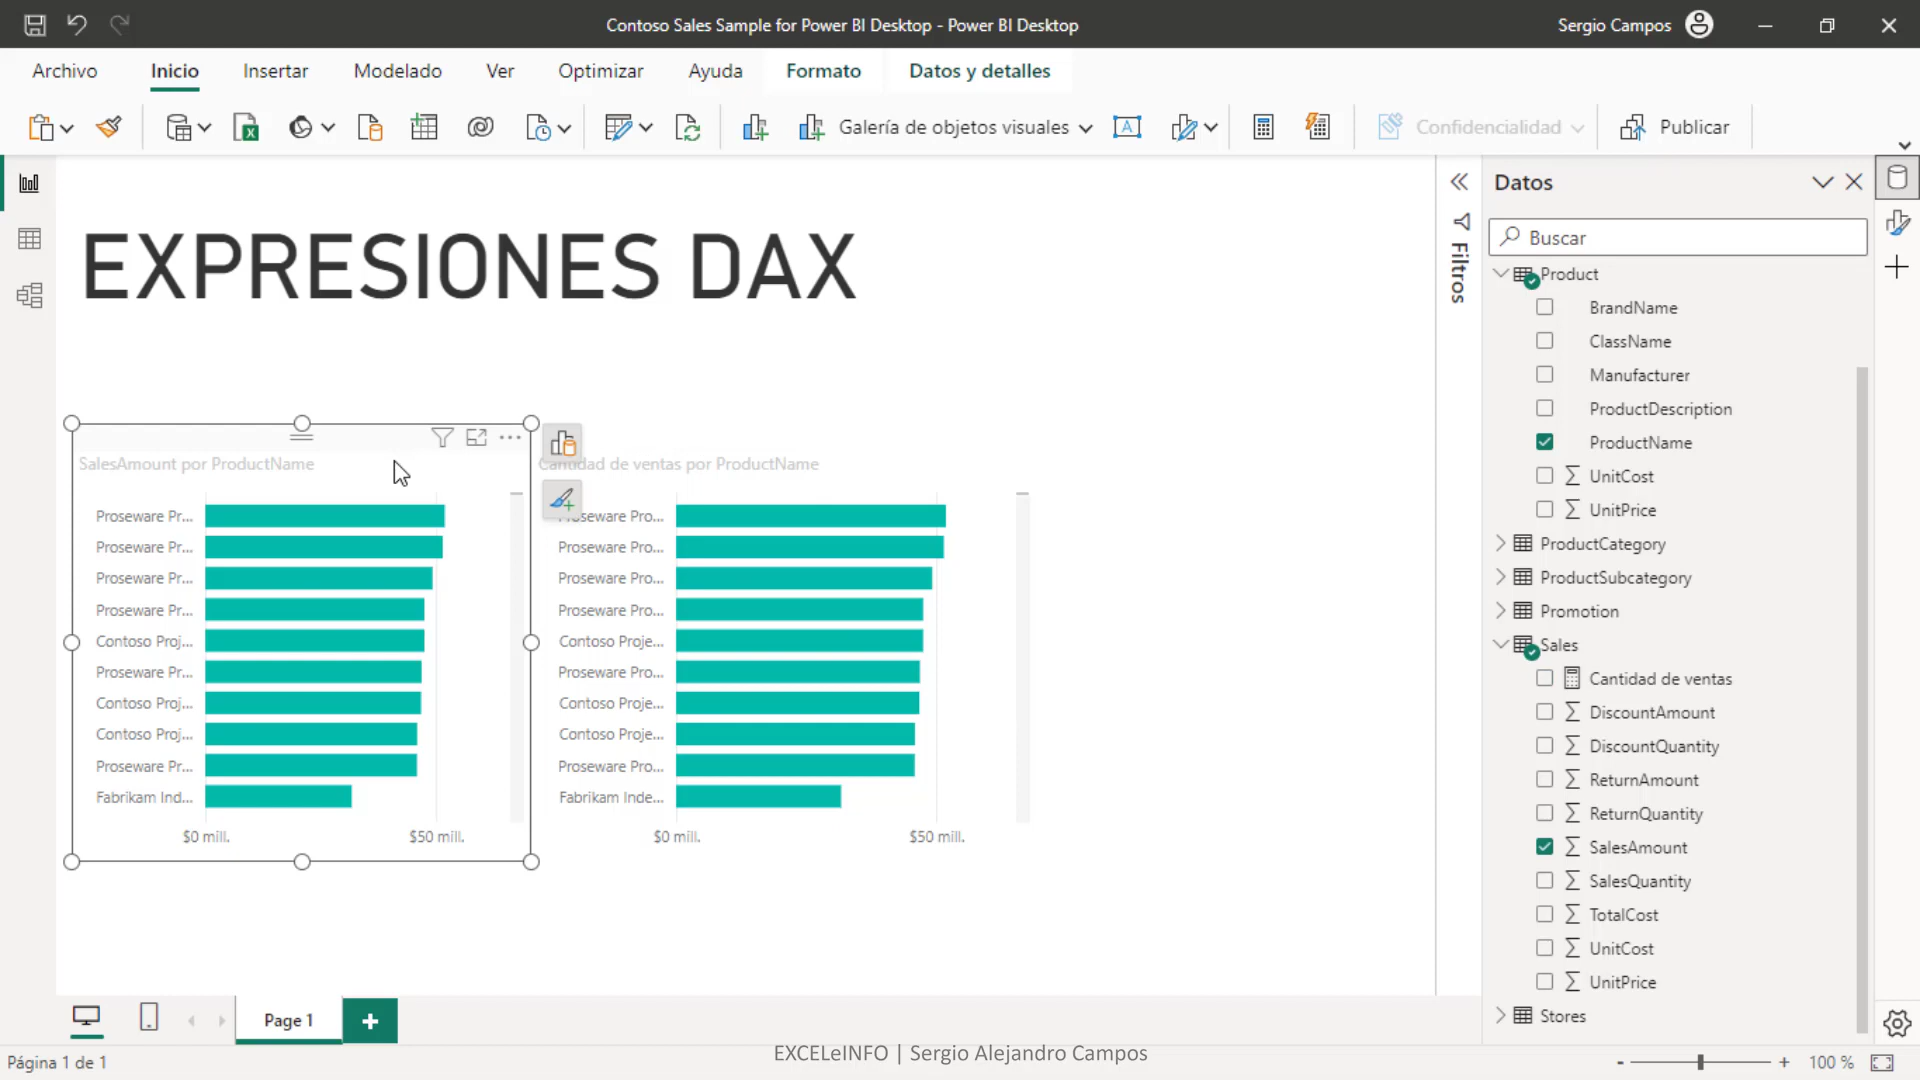 Contoso Sales Sample for Power BI Desktop - Power BI Desktop
Sergio Campos
Archivo
Inicio
Insertar
Modelado
Ver
Optimizar
Ayuda
Formato
Datos y detalles
Galería de objetos visuales
Confidencialidad
Publicar
EXPRESIONES DAX
SalesAmount por ProductName
Proseware Pr...
Proseware Pr...
Proseware Pr...
Proseware Pr...
Contoso Proj...
Proseware Pr...
Contoso Proj...
Contoso Proj...
Proseware Pr...
Fabrikam Ind...
$0 mill.
$50 mill.
Cantidad de ventas por ProductName
Proseware Pro...
Proseware Pro...
Proseware Pro...
Proseware Pro...
Contoso Proje...
Proseware Pro...
Contoso Proje...
Contoso Proje...
Proseware Pro...
Fabrikam Inde...
$0 mill.
$50 mill.
Filtros
Datos
Buscar
Product
BrandName
ClassName
Manufacturer
ProductDescription
ProductName
UnitCost
UnitPrice
ProductCategory
ProductSubcategory
Promotion
Sales
Cantidad de ventas
DiscountAmount
DiscountQuantity
ReturnAmount
ReturnQuantity
SalesAmount
SalesQuantity
TotalCost
UnitCost
UnitPrice
Stores
Page 1
Página 1 de 1
EXCELeINFO | Sergio Alejandro Campos
- + 100 %